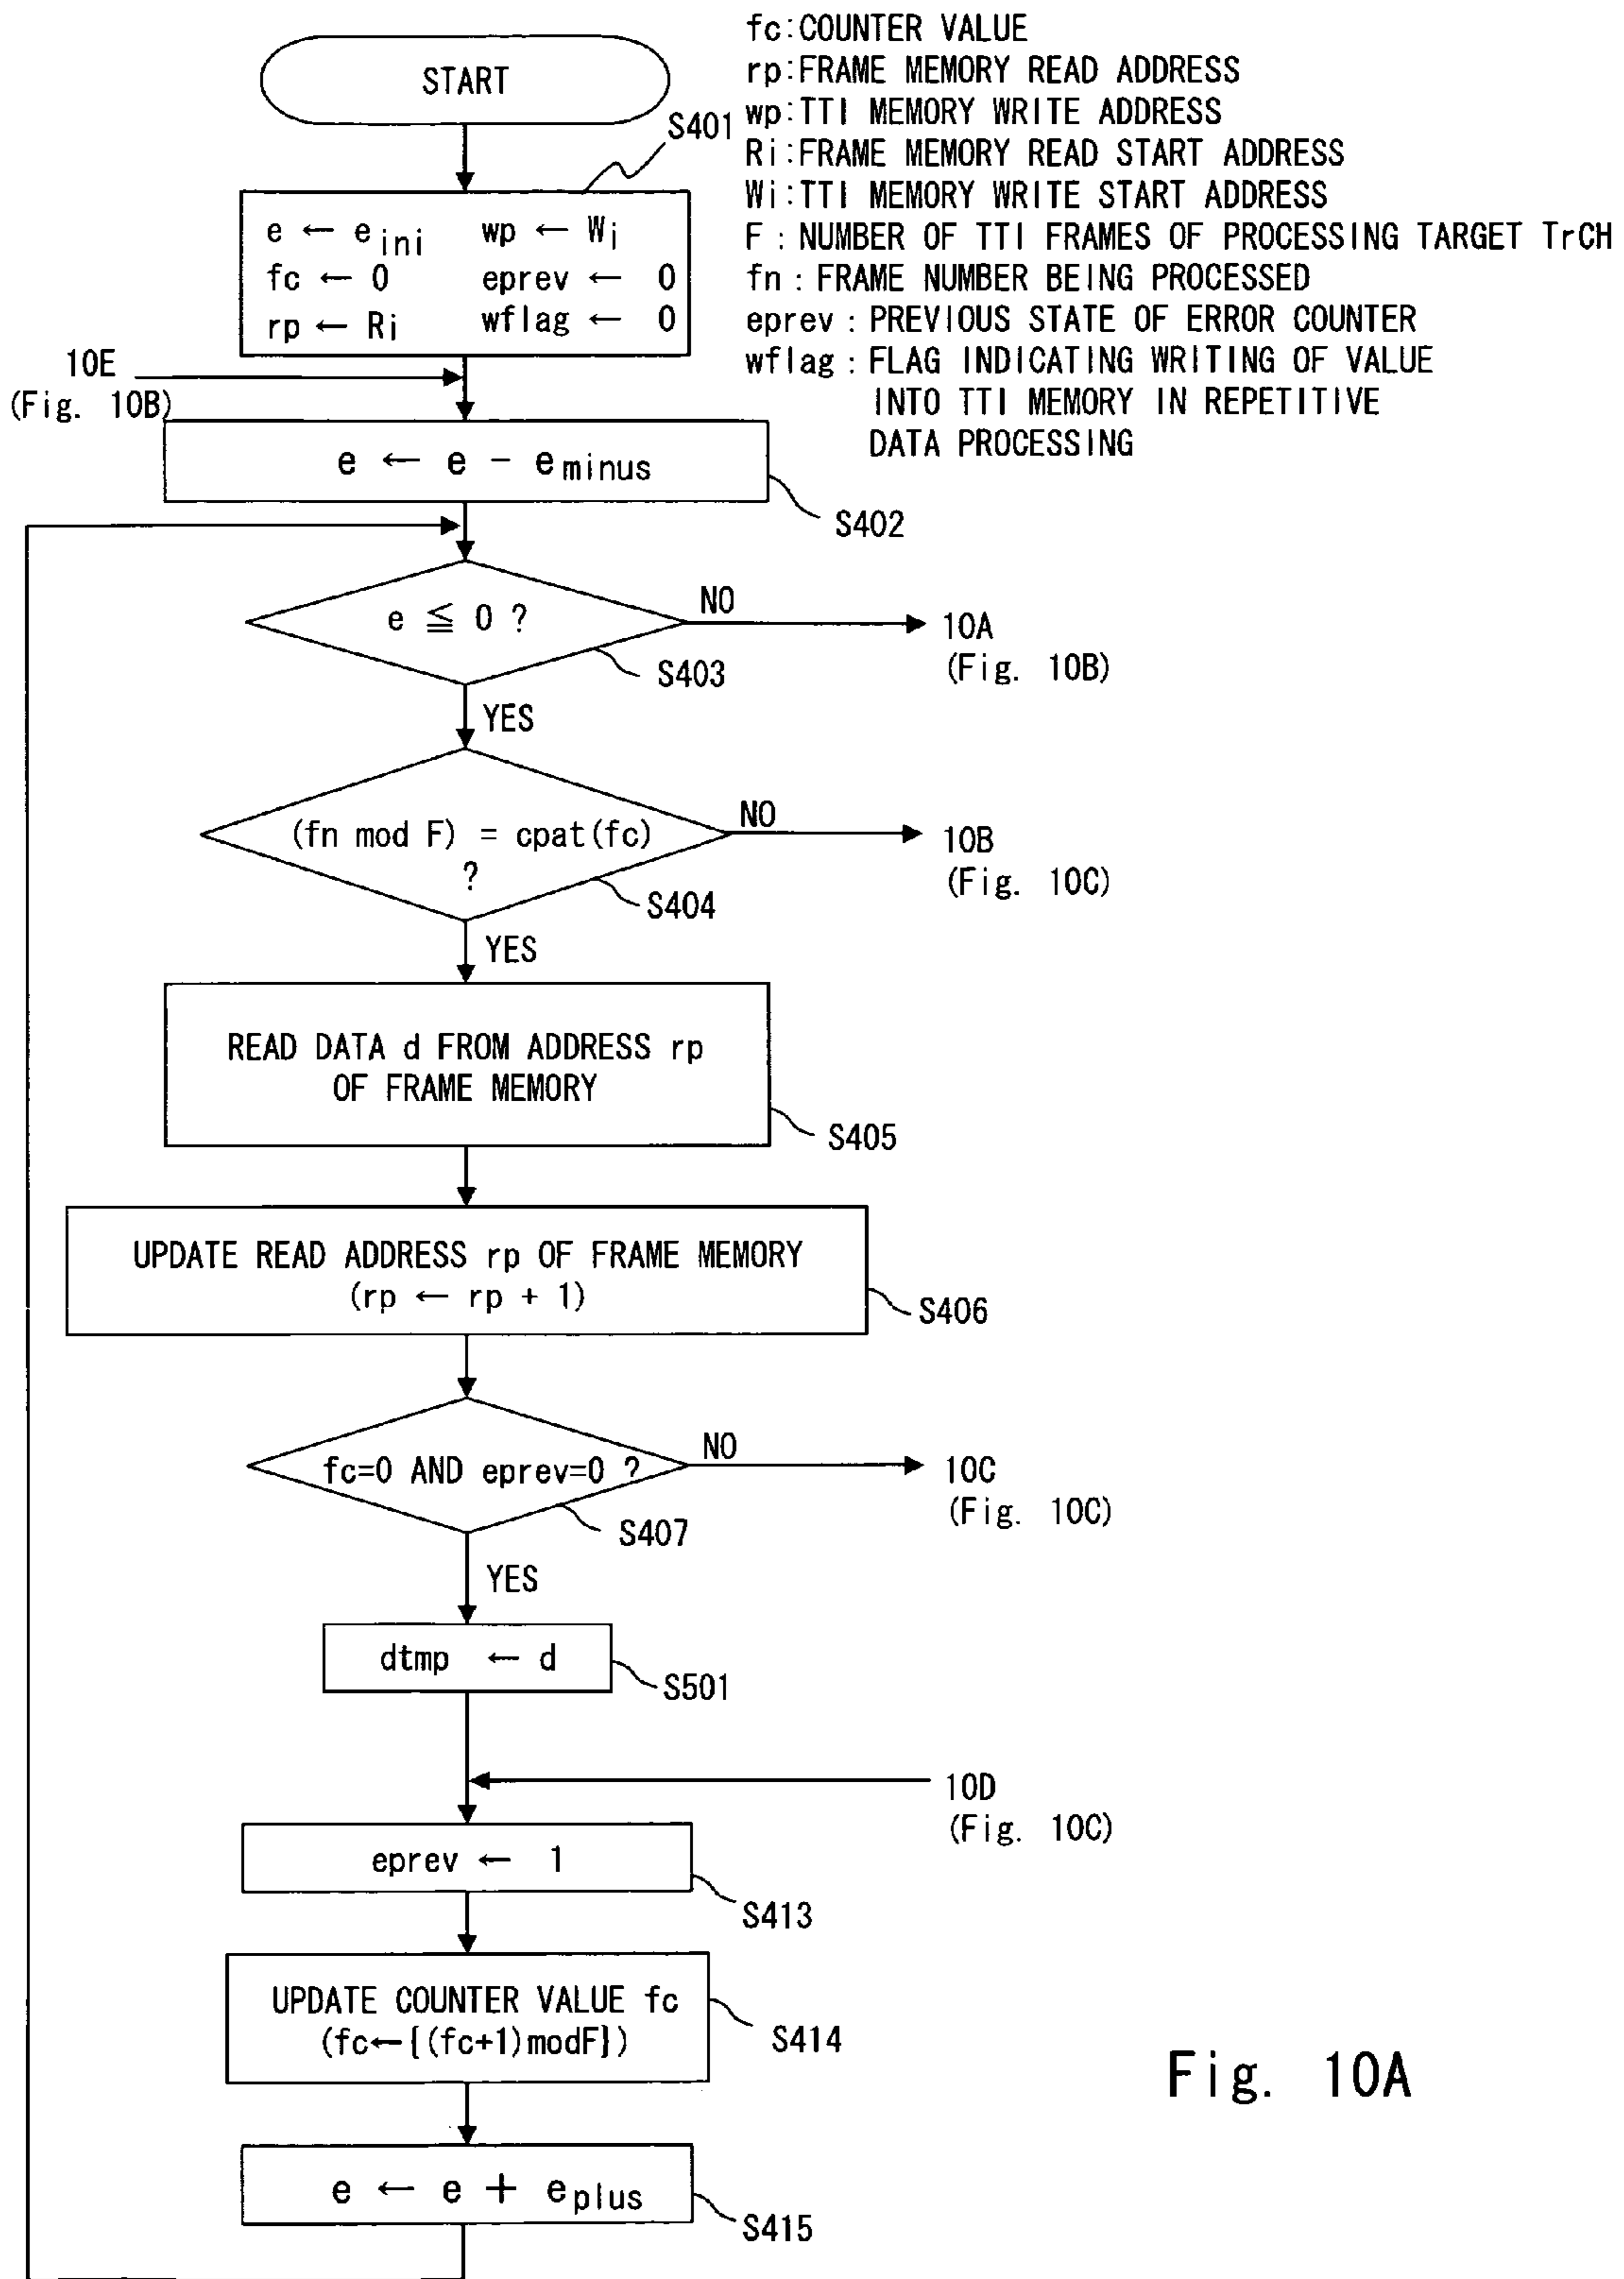 fc:COUNTER VALUE
rp:FRAME MEMORY READ ADDRESS
wp:TTI MEMORY WRITE ADDRESS
Ri:FRAME MEMORY READ START ADDRESS
Wi:TTI MEMORY WRITE START ADDRESS
F : NUMBER OF TTI FRAMES OF PROCESSING TARGET TrCH
fn : FRAME NUMBER BEING PROCESSED
eprev : PREVIOUS STATE OF ERROR COUNTER
wflag : FLAG INDICATING WRITING OF VALUE
INTO TTI MEMORY IN REPETITIVE
DATA PROCESSING
START
S401
e ← eini wp ← Wi
fc ← 0 eprev ← 0
rp ← Ri wflag ← 0
10E
(Fig. 10B)
e ← e - eminus
S402
e ≦ 0 ?
NO
10A
(Fig. 10B)
S403
YES
(fn mod F) = cpat(fc)
?
NO
10B
(Fig. 10C)
S404
YES
READ DATA d FROM ADDRESS rp
OF FRAME MEMORY
S405
UPDATE READ ADDRESS rp OF FRAME MEMORY
(rp ← rp + 1)
S406
fc=0 AND eprev=0 ?
NO
10C
(Fig. 10C)
S407
YES
dtmp ← d
S501
10D
(Fig. 10C)
eprev ← 1
S413
UPDATE COUNTER VALUE fc
(fc←{(fc+1)modF})
S414
e ← e + eplus
S415
Fig. 10A